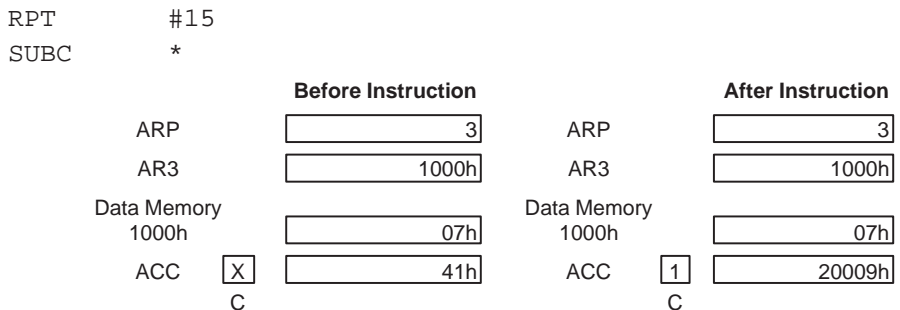 RPT #15
SUBC *
Before Instruction After Instruction
ARP 3 ARP 3
AR3 1000h AR3 1000h
Data Memory Data Memory
1000h 07h 1000h 07h
ACC X 41h ACC 1 20009h
C C